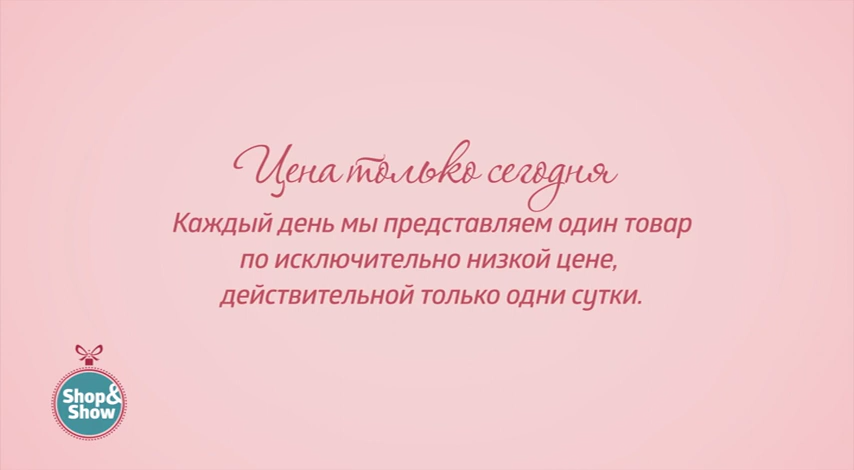 Цена только сегодня
Каждый день мы представляем один товар
по исключительно низкой цене,
действительной только одни сутки.
Shop&
Show